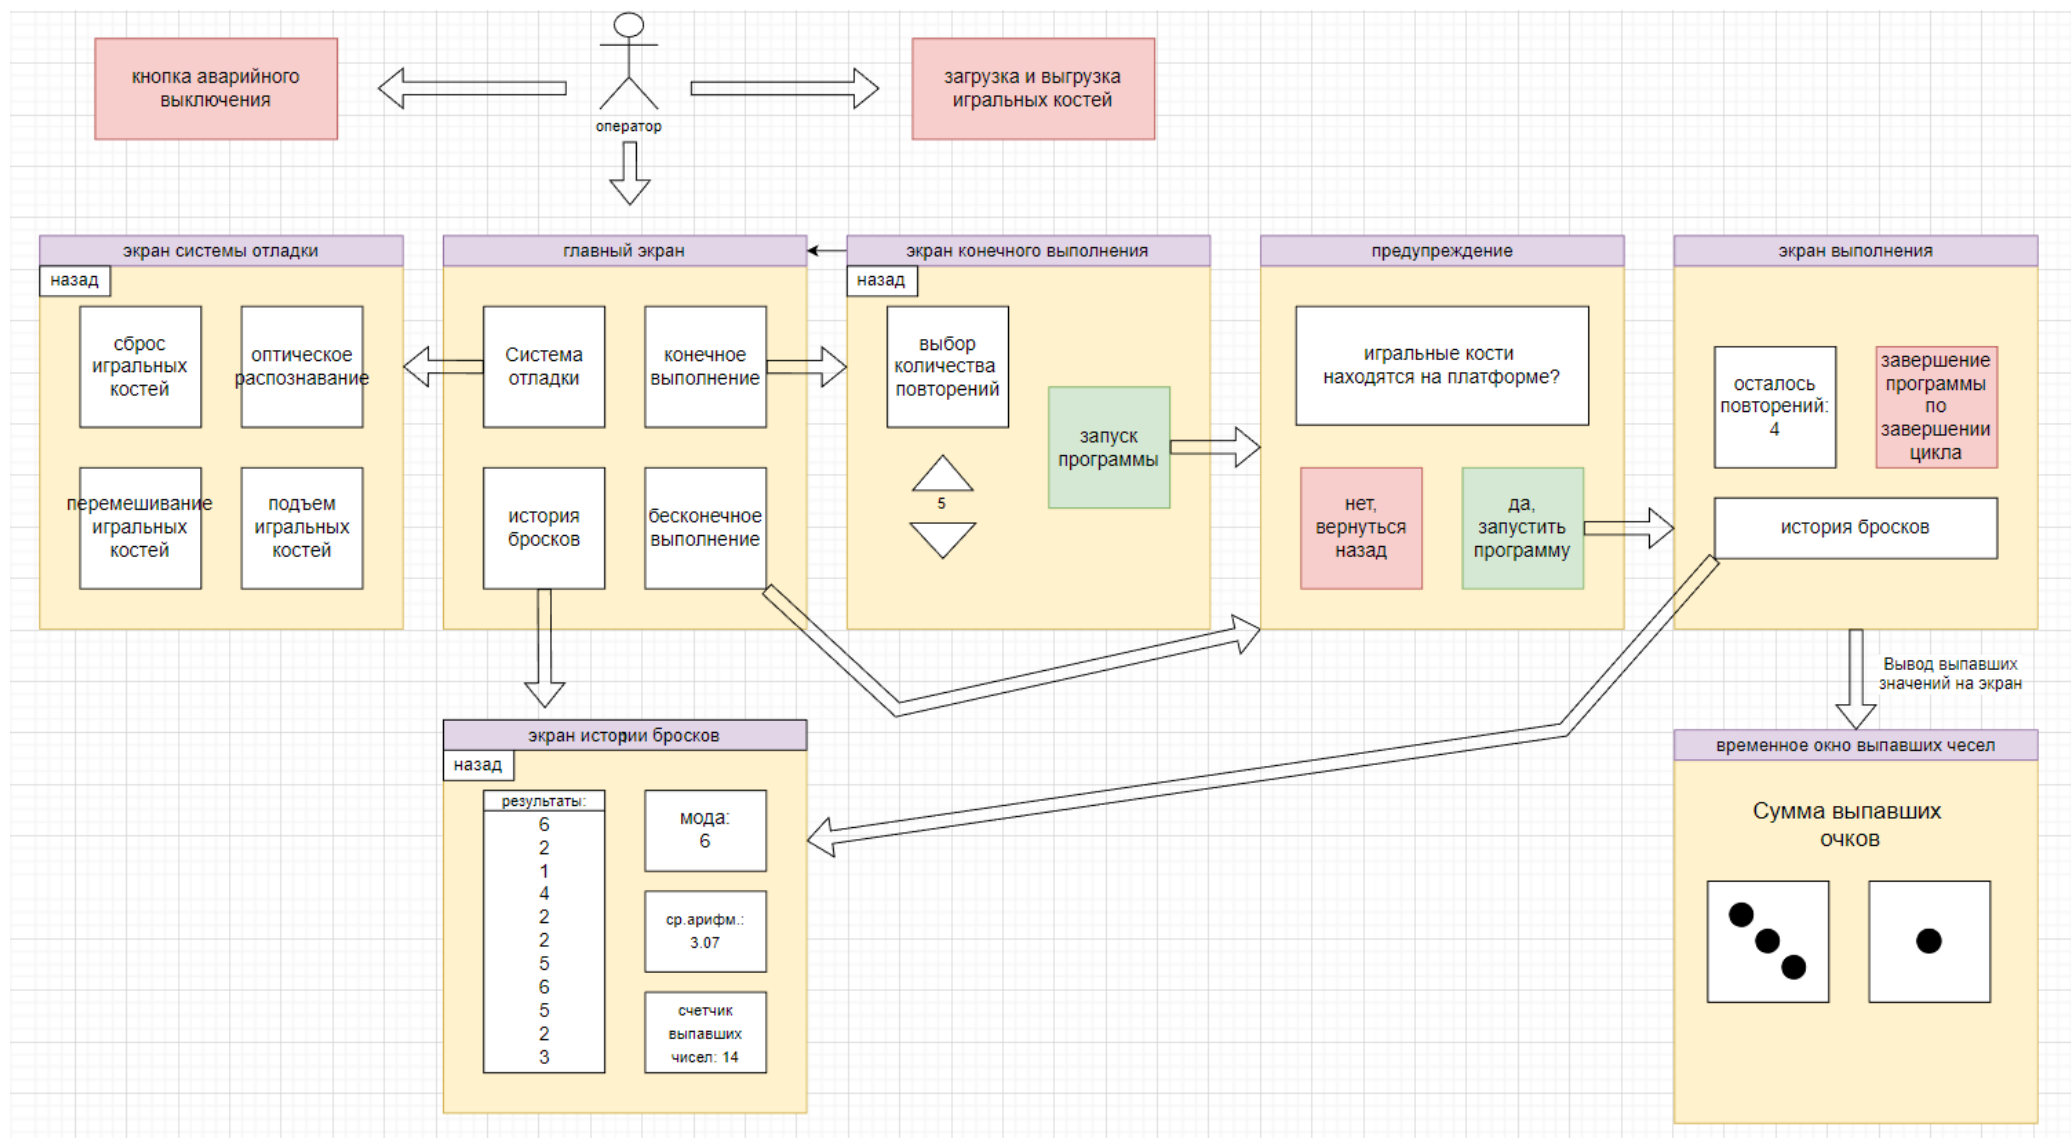 кнопка аварийного
выключения
загрузка и выгрузка
игральных костей
оператор
экран системы отладки
назад
сброс
игральных
костей
оптическое
распознавание
перемешивание
игральных
костей
подъем
игральных
костей
главный экран
Система
отладки
конечное
выполнение
история
бросков
бесконечное
выполнение
экран конечного выполнения
назад
выбор
количества
повторений
5
запуск
программы
предупреждение
игральные кости
находятся на платформе?
нет,
вернуться
назад
да,
запустить
программу
экран выполнения
осталось
повторений:
4
завершение
программы
по
завершении
цикла
история бросков
Вывод выпавших
значений на экран
экран истории бросков
назад
результаты:
6
2
1
4
2
2
5
6
5
2
3
мода:
6
ср.арифм.:
3.07
счетчик
выпавших
чисел: 14
временное окно выпавших чесел
Сумма выпавших
очков